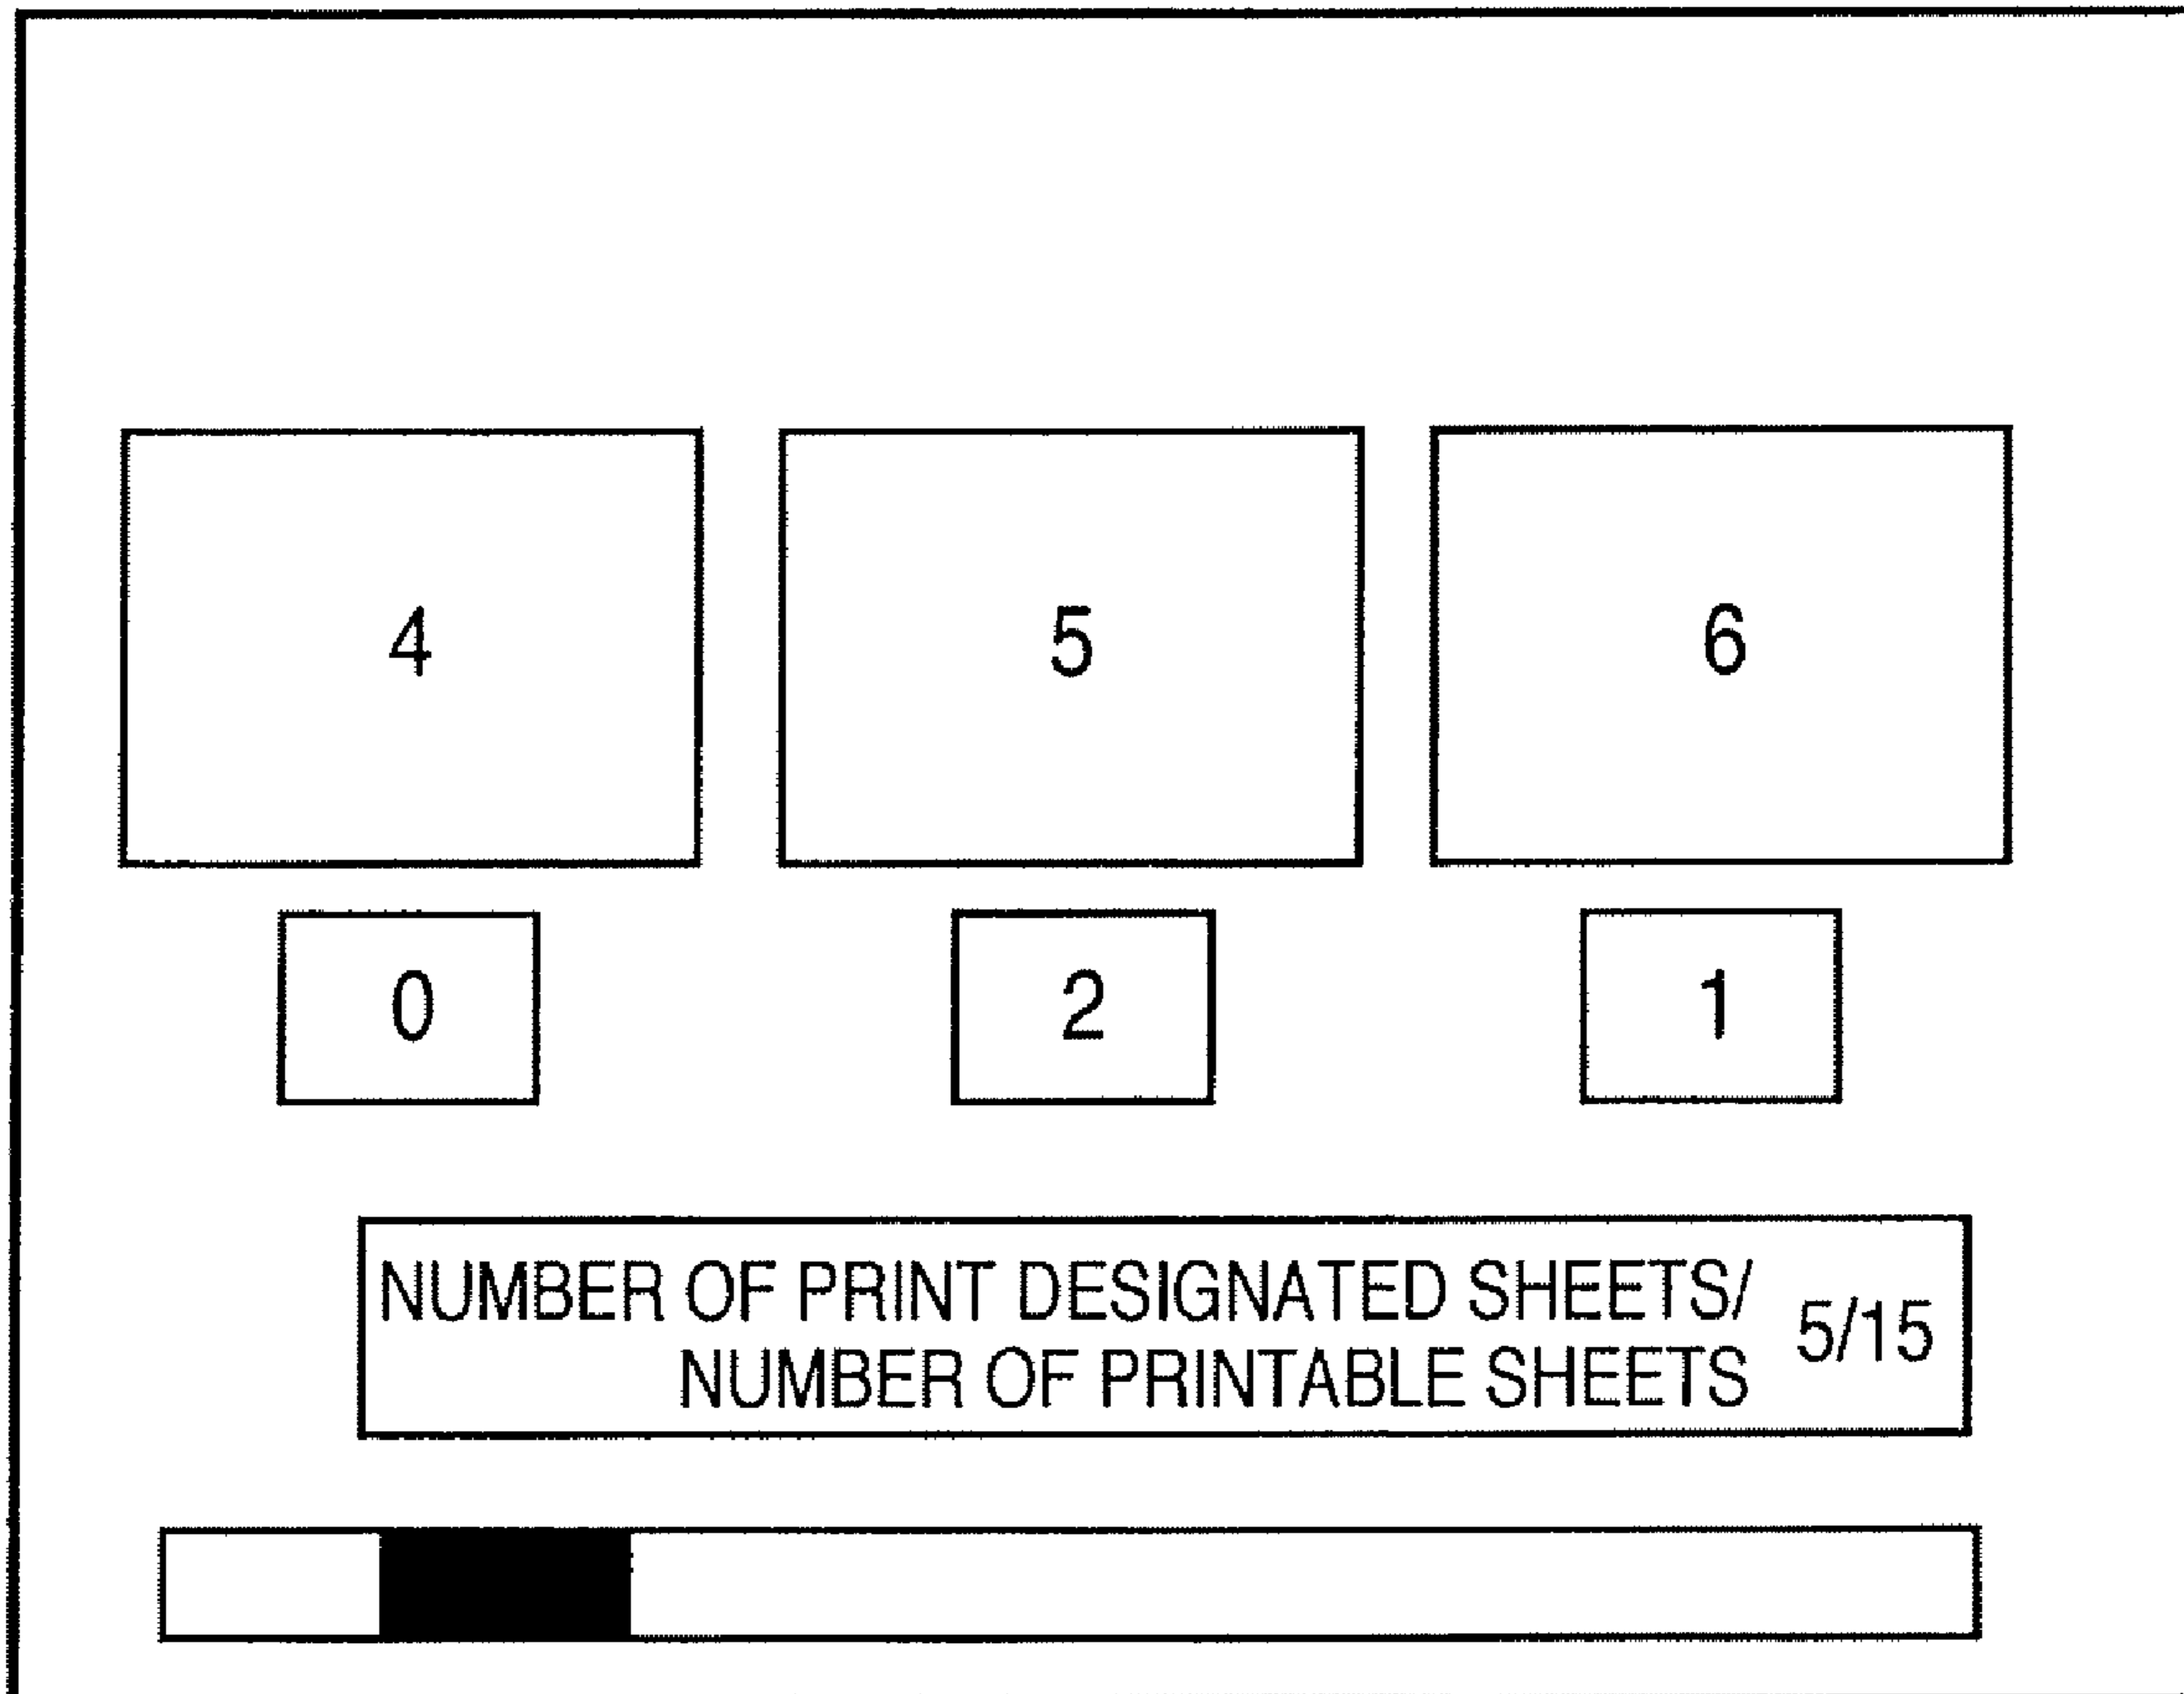 4 5 6
0 2 1
NUMBER OF PRINT DESIGNATED SHEETS/
NUMBER OF PRINTABLE SHEETS 5/15